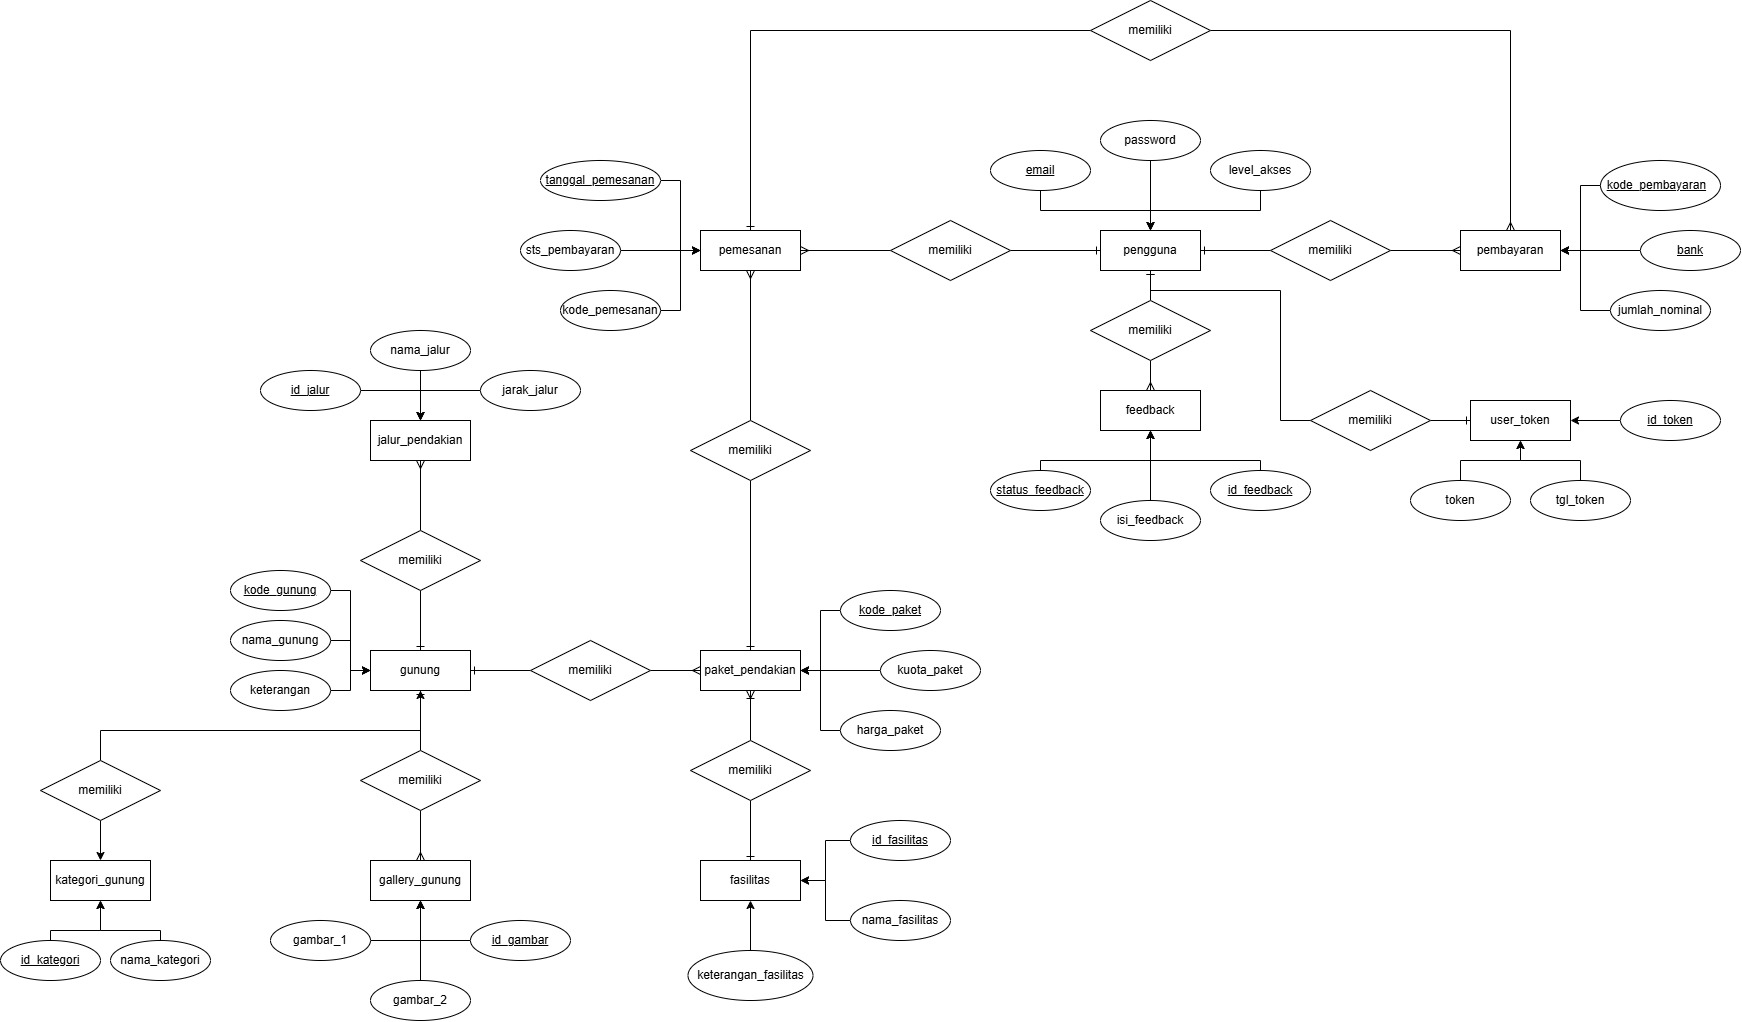 memiliki
password
email
level_akses
tanggal_pemesanan
kode_pembayaran
sts_pembayaran
pemesanan
memiliki
pengguna
memiliki
pembayaran
bank
kode_pemesanan
jumlah_nominal
memiliki
nama_jalur
id_jalur
jarak_jalur
feedback
memiliki
user_token
id_token
jalur_pendakian
memiliki
status_feedback
id_feedback
isi_feedback
token
tgl_token
memiliki
kode_gunung
nama_gunung
keterangan
gunung
memiliki
paket_pendakian
kode_paket
kuota_paket
harga_paket
memiliki
memiliki
memiliki
id_fasilitas
kategori_gunung
gallery_gunung
fasilitas
nama_fasilitas
id_kategori
nama_kategori
gambar_1
id_gambar
gambar_2
keterangan_fasilitas